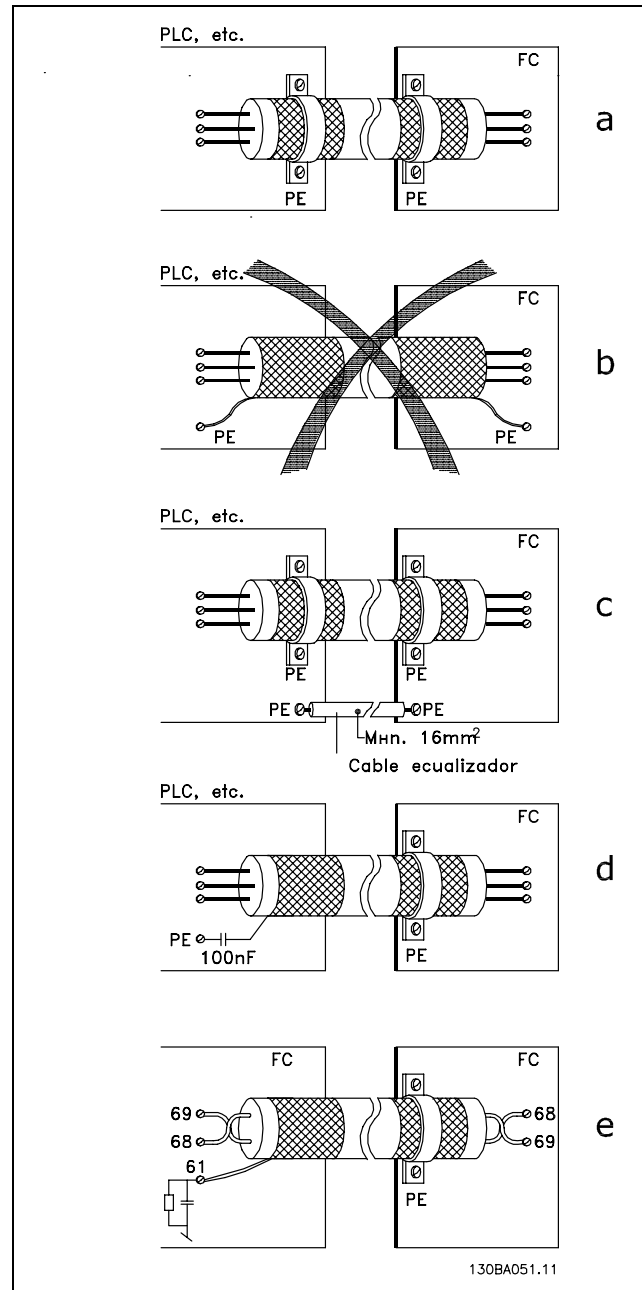 PLC, etc.
FC
a
PE
PE
PLC, etc.
FC
b
PE
PE
PLC, etc.
FC
c
PE
PE
PE
PE
Мнn. 16mm²
Cable ecualizador
PLC, etc.
FC
d
PE
100nF
PE
FC
FC
69
68
68
69
e
61
PE
130BA051.11